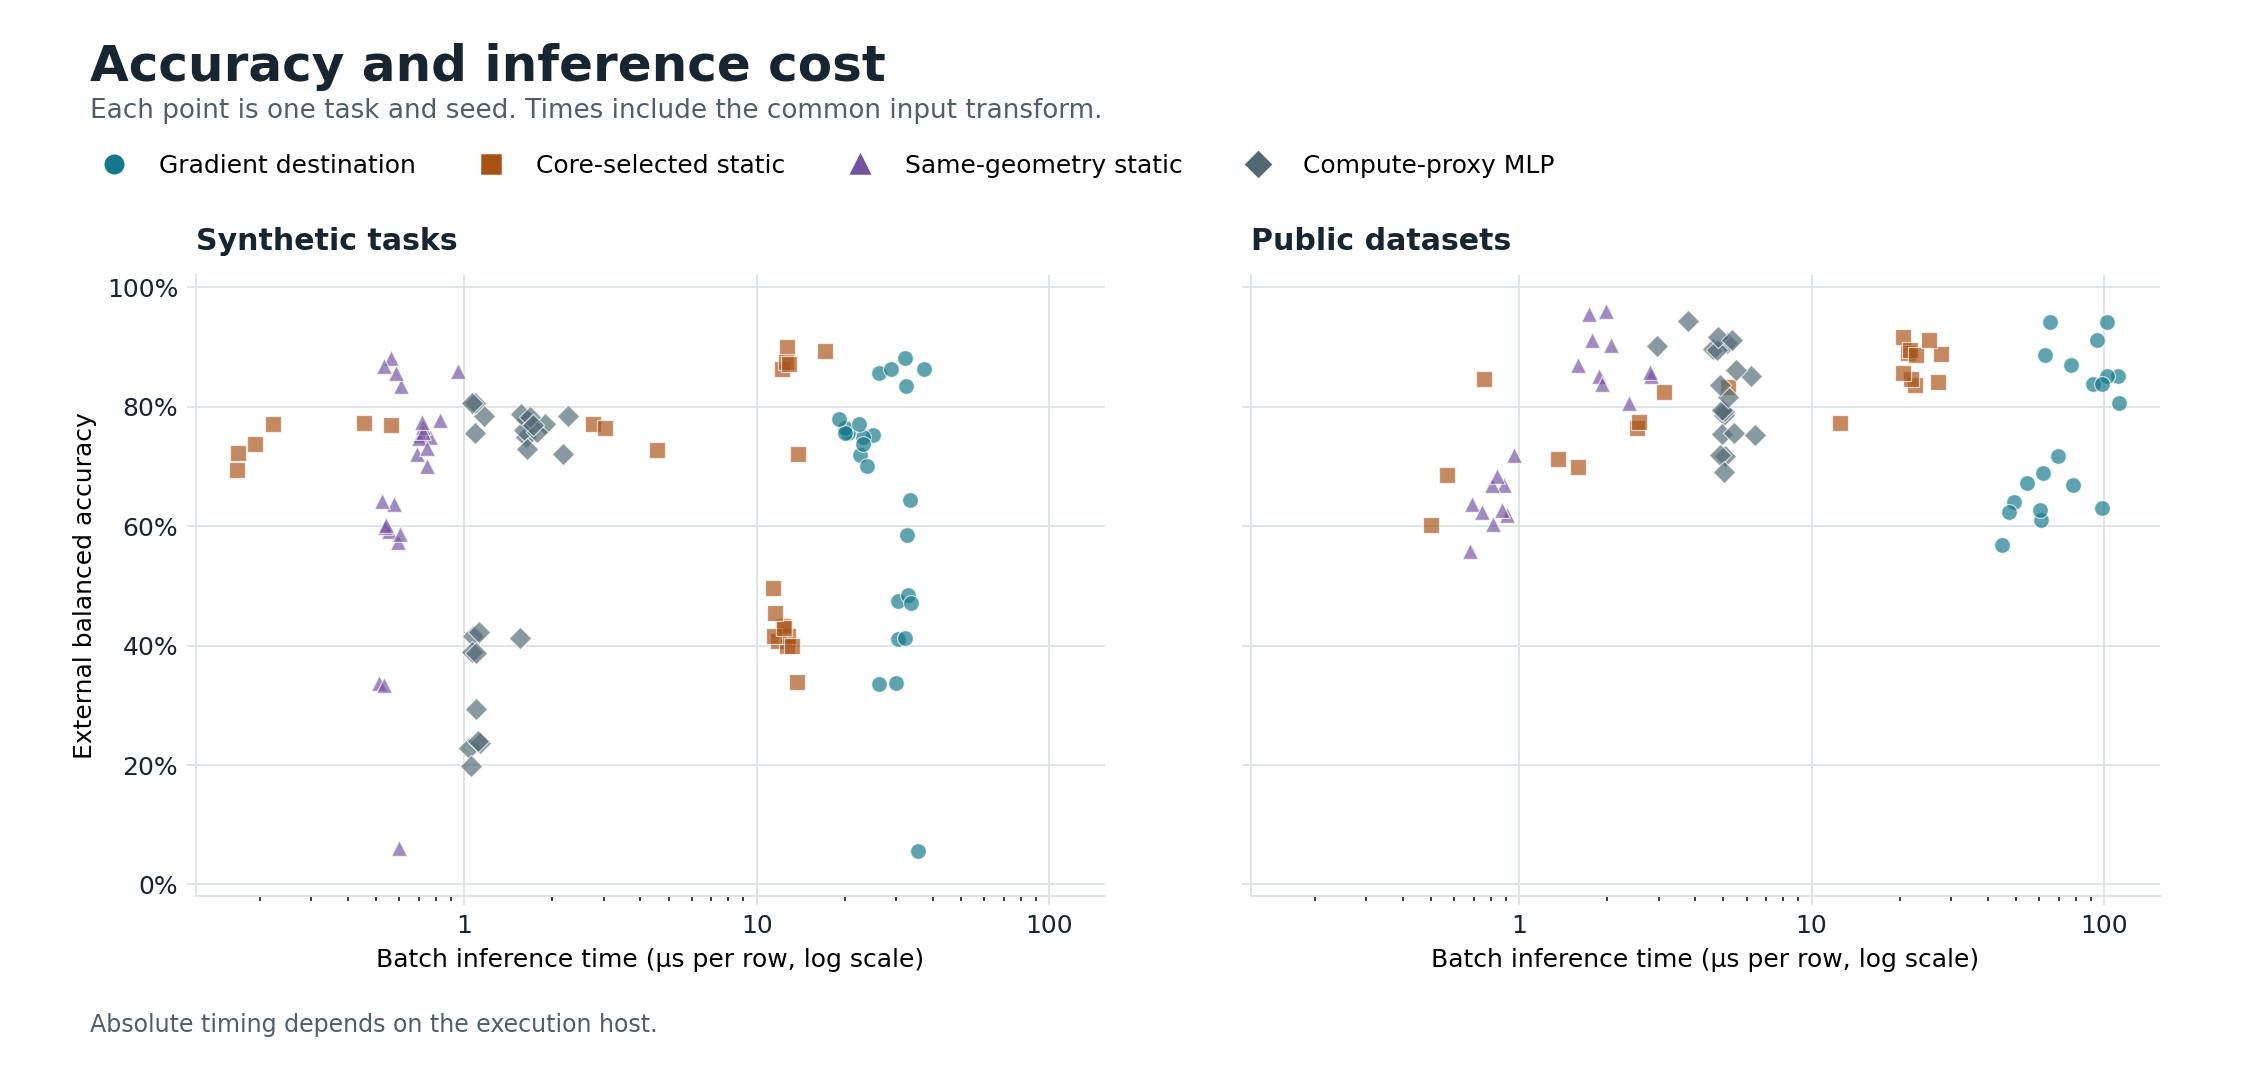 Accuracy and inference cost
Each point is one task and seed. Times include the common input transform.
Gradient destination
Core-selected static
Same-geometry static
Compute-proxy MLP
Synthetic tasks
Public datasets
External balanced accuracy
100%
80%
60%
40%
20%
0%
1
10
100
1
10
100
Batch inference time (µs per row, log scale)
Batch inference time (µs per row, log scale)
Absolute timing depends on the execution host.